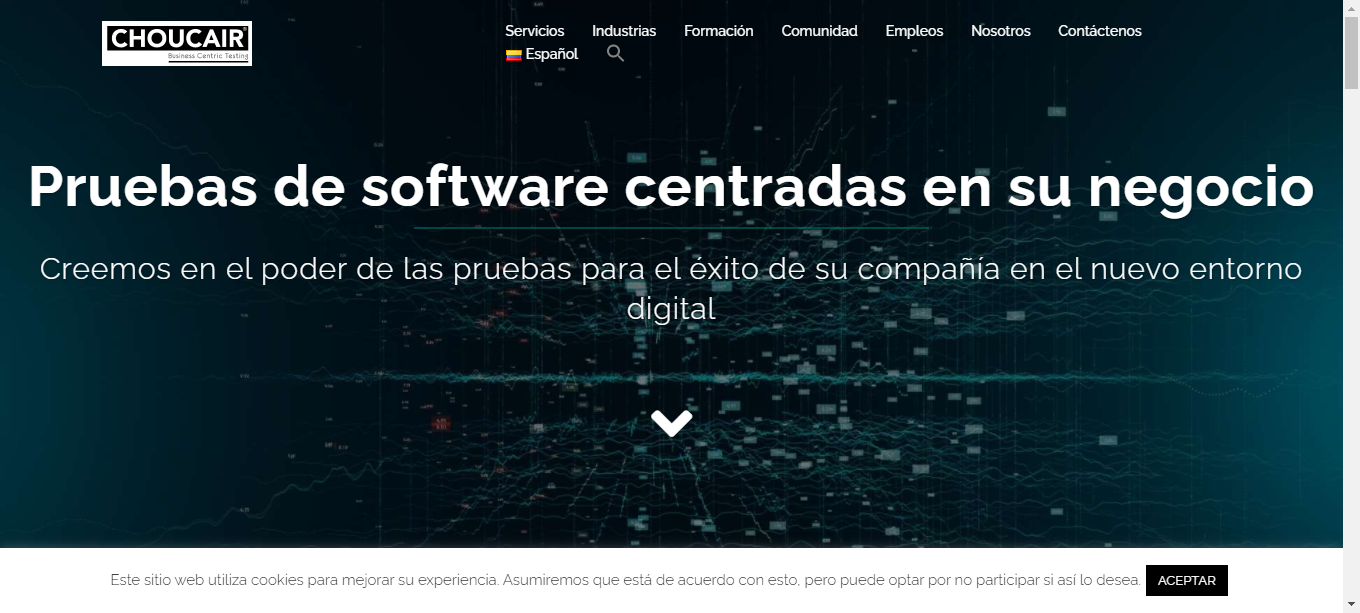 CHOUCAIR
Business Centric Testing
Servicios Industrias Formación Comunidad Empleos Nosotros Contáctenos
Español
Pruebas de software centradas en su negocio
Creemos en el poder de las pruebas para el éxito de su compañía en el nuevo entorno
digital
Este sitio web utiliza cookies para mejorar su experiencia. Asumiremos que está de acuerdo con esto, pero puede optar por no participar si así lo desea. ACEPTAR